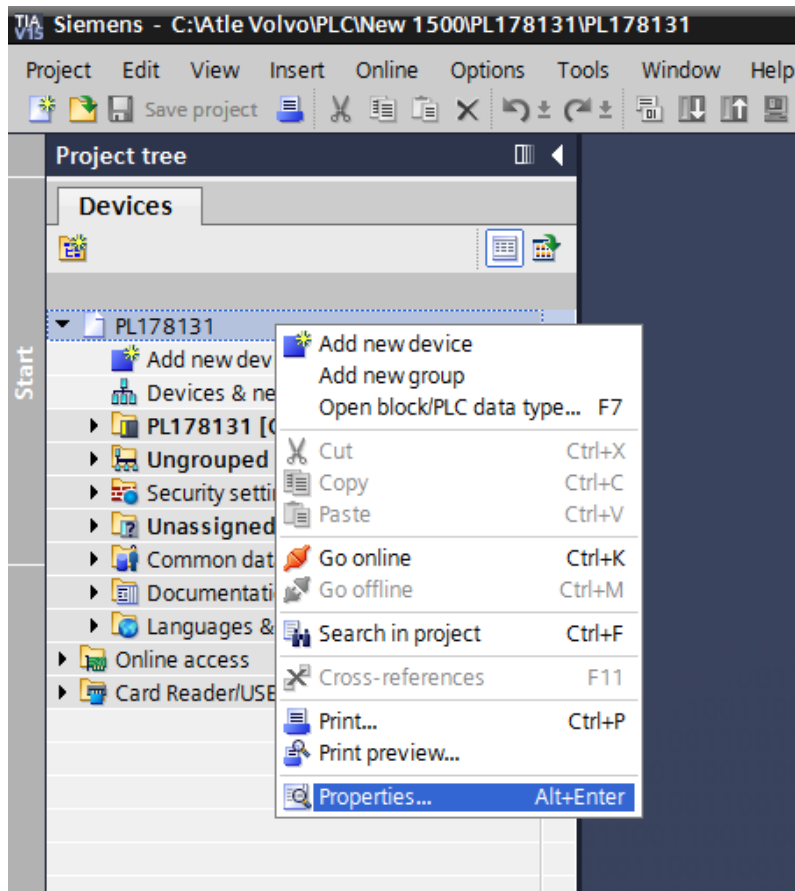 TIA V15 Siemens - C:\Atle Volvo\PLC\New 1500\PL178131\PL178131
Project Edit View Insert Online Options Tools Window Help
Save project
Project tree
Devices
Start
PL178131
Add new dev
Devices & ne
PL178131 [
Ungrouped
Security setti
Unassigned
Common dat
Documentati
Languages &
Online access
Card Reader/USB
Add new device
Add new group
Open block/PLC data type... F7
Cut Ctrl+X
Copy Ctrl+C
Paste Ctrl+V
Go online Ctrl+K
Go offline Ctrl+M
Search in project Ctrl+F
Cross-references F11
Print... Ctrl+P
Print preview...
Properties... Alt+Enter